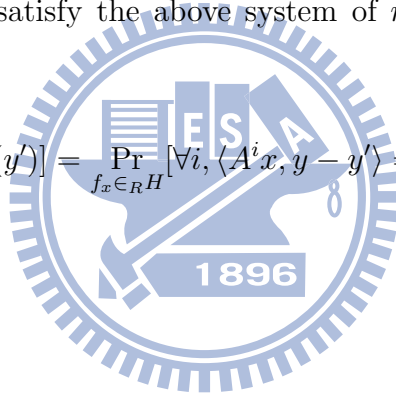 satisfy the above system of
y')] = Pr_{f_x ∈_R H}[∀i, ⟨A^i x, y − y'⟩ =
E S A
1896